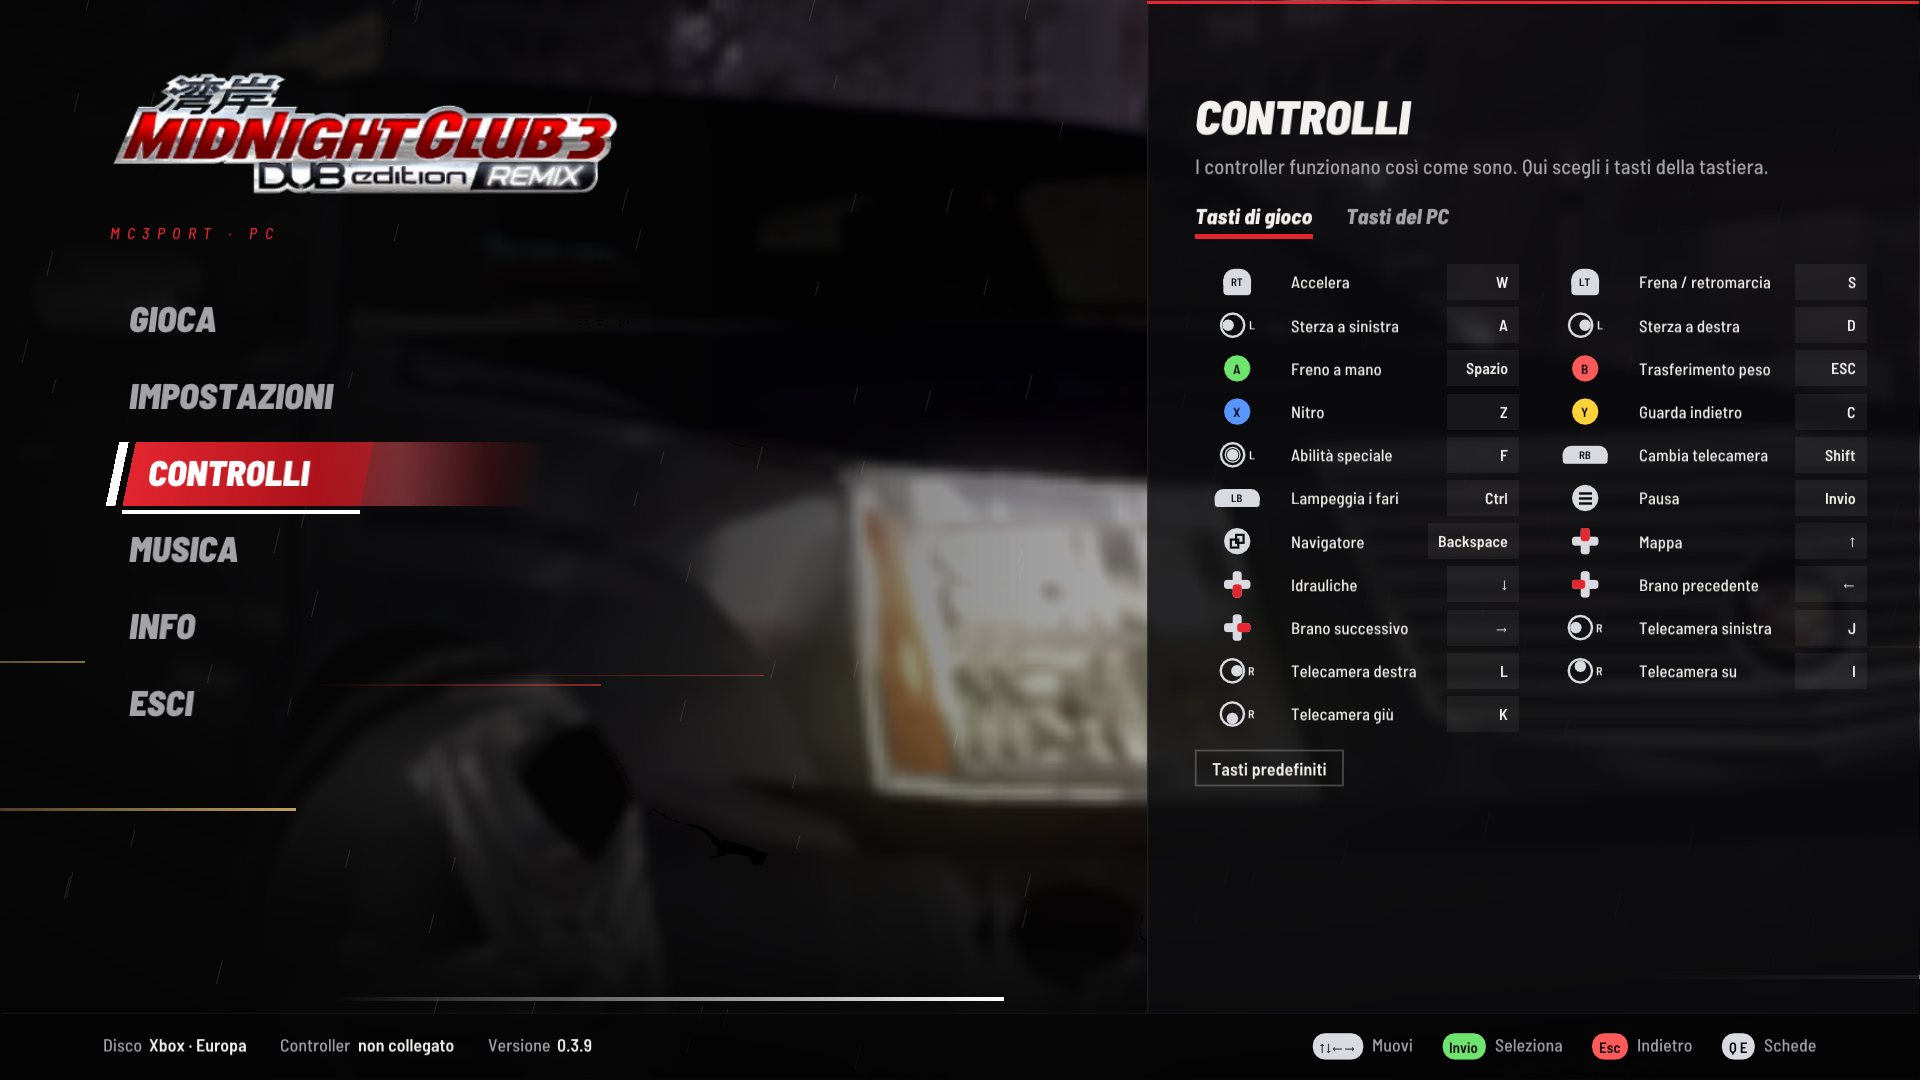 湾岸
MIDNIGHT CLUB 3
DUB edition REMIX
MC3PORT · PC
GIOCA
IMPOSTAZIONI
CONTROLLI
MUSICA
INFO
ESCI
CONTROLLI
I controller funzionano così come sono. Qui scegli i tasti della tastiera.
Tasti di gioco Tasti del PC
RT Accelera W LT Frena / retromarcia S
L Sterza a sinistra A L Sterza a destra D
A Freno a mano Spazio B Trasferimento peso ESC
X Nitro Z Y Guarda indietro C
L Abilità speciale F RB Cambia telecamera Shift
LB Lampeggia i fari Ctrl Pausa Invio
Navigatore Backspace Mappa ↑
Idrauliche ↓ Brano precedente ←
Brano successivo → R Telecamera sinistra J
R Telecamera destra L R Telecamera su I
R Telecamera giù K
Tasti predefiniti
Disco Xbox · Europa Controller non collegato Versione 0.3.9 ↑↓←→ Muovi Invio Seleziona Esc Indietro Q E Schede